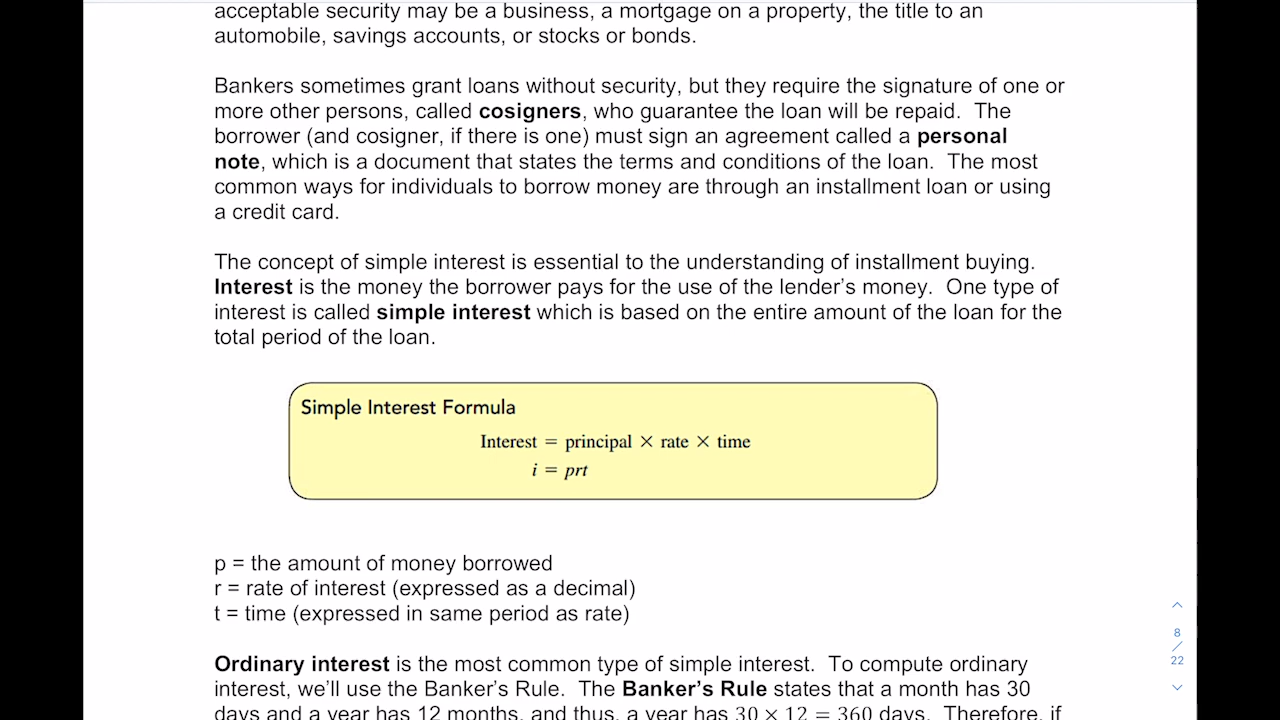 acceptable security may be a business, a mortgage on a property, the title to an
automobile, savings accounts, or stocks or bonds.
Bankers sometimes grant loans without security, but they require the signature of one or
more other persons, called cosigners, who guarantee the loan will be repaid.  The
borrower (and cosigner, if there is one) must sign an agreement called a personal
note, which is a document that states the terms and conditions of the loan.  The most
common ways for individuals to borrow money are through an installment loan or using
a credit card.
The concept of simple interest is essential to the understanding of installment buying.
Interest is the money the borrower pays for the use of the lender's money.  One type of
interest is called simple interest which is based on the entire amount of the loan for the
total period of the loan.
Simple Interest Formula
Interest = principal × rate × time
i = prt
p = the amount of money borrowed
r = rate of interest (expressed as a decimal)
t = time (expressed in same period as rate)
8
/
22
Ordinary interest is the most common type of simple interest.  To compute ordinary
interest, we'll use the Banker's Rule.  The Banker's Rule states that a month has 30
days and a year has 12 months, and thus, a year has 30 × 12 = 360 days.  Therefore, if